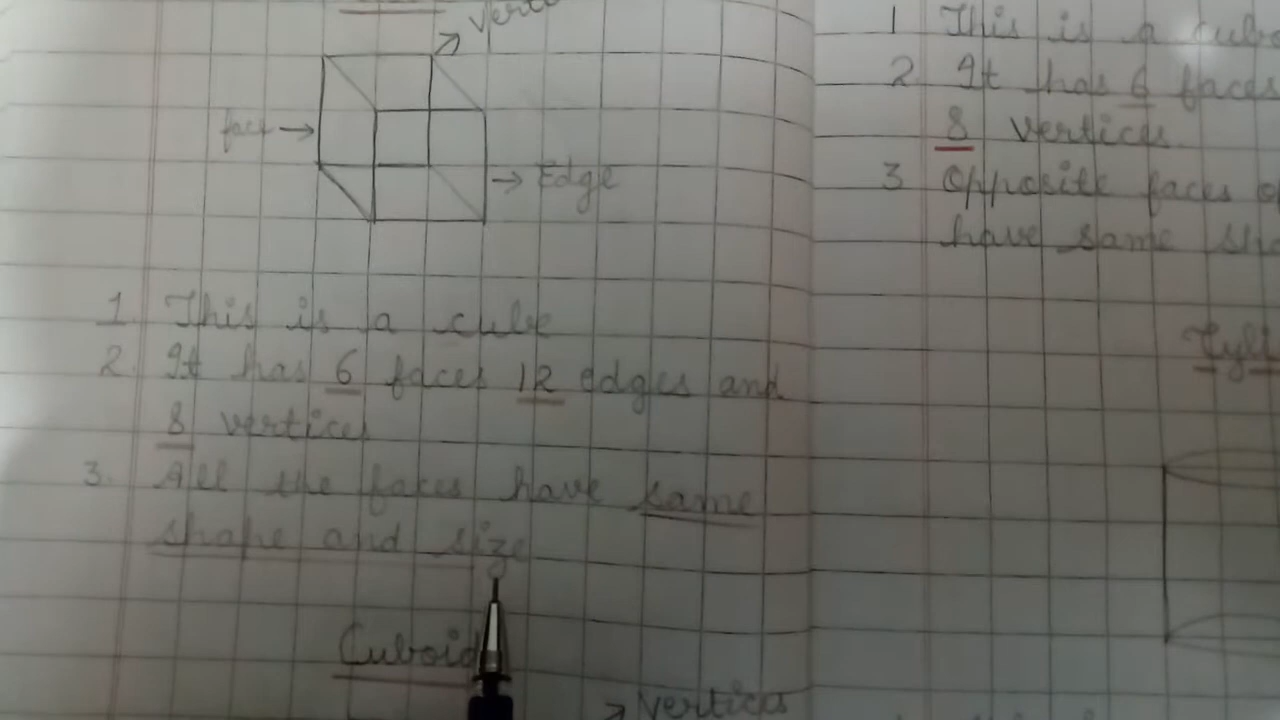 face →
→ Edge
1. This is a cube
2. It has 6 faces 12 edges and
8 vertices
3. All the faces have same
shape and size
Cuboid
→ Vertices
1 This is a
2. It has 6 faces
8 vertices.
3 Opposite faces
have same